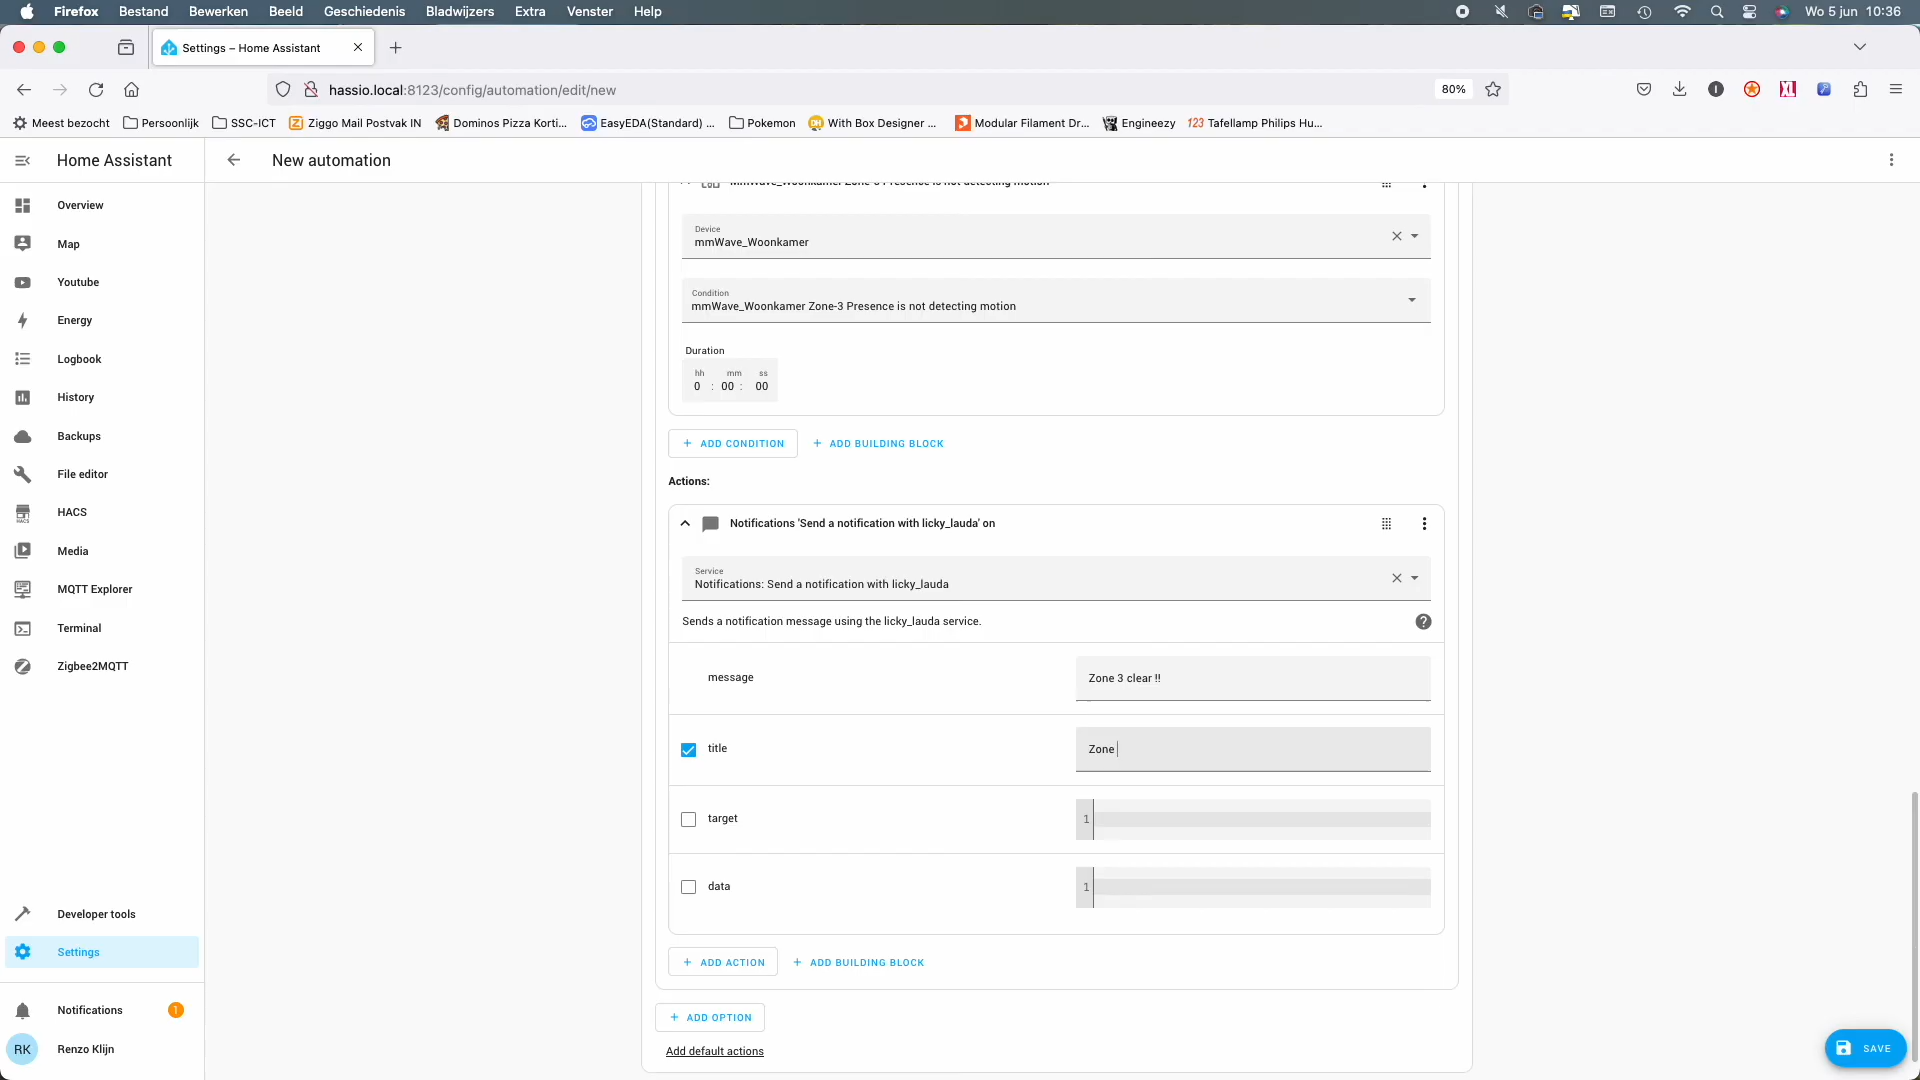 Firefox Bestand Bewerken Beeld Geschiedenis Bladwijzers Extra Venster Help Wo 5 jun 10:36
Settings – Home Assistant
hassio.local:8123/config/automation/edit/new 80%
Meest bezocht Persoonlijk SSC-ICT Ziggo Mail Postvak IN Dominos Pizza Korti... EasyEDA(Standard) ... Pokemon With Box Designer ... Modular Filament Dr... Engineezy 123 Tafellamp Philips Hu...
Home Assistant
New automation
mmWave_Woonkamer Zone-3 Presence is not detecting motion
Overview
Map
Youtube
Energy
Logbook
History
Backups
File editor
HACS
Media
MQTT Explorer
Terminal
Zigbee2MQTT
Developer tools
Settings
Notifications 1
RK Renzo Klijn
Device
mmWave_Woonkamer
Condition
mmWave_Woonkamer Zone-3 Presence is not detecting motion
Duration
hh mm ss
0 : 00 : 00
+ ADD CONDITION + ADD BUILDING BLOCK
Actions:
Notifications 'Send a notification with licky_lauda' on
Service
Notifications: Send a notification with licky_lauda
Sends a notification message using the licky_lauda service.
message Zone 3 clear !!
title Zone
target 1
data 1
+ ADD ACTION + ADD BUILDING BLOCK
+ ADD OPTION
Add default actions
SAVE